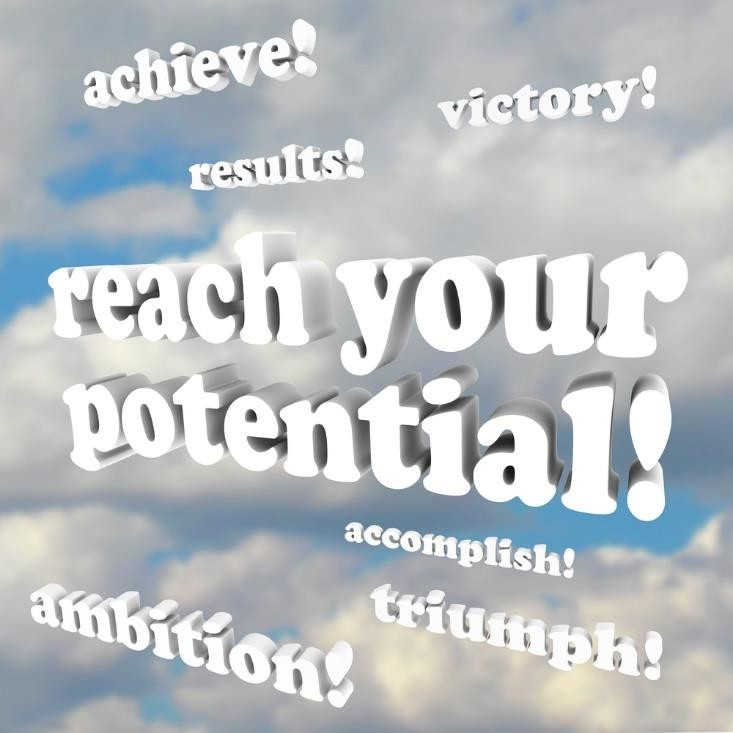 achieve!
victory!
results!
reach your
potential!
accomplish!
triumph!
ambition!